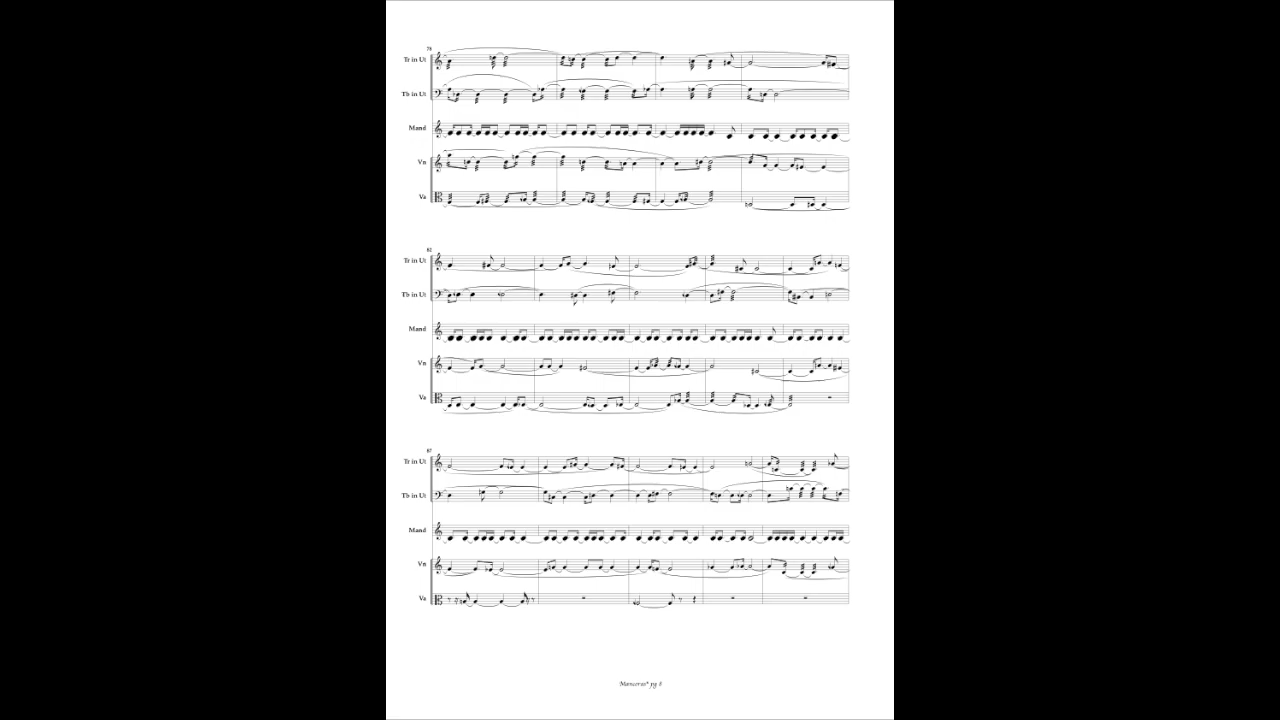 78
Tr in Ut
Tb in Ut
Mand
Vn
Va
82
Tr in Ut
Tb in Ut
Mand
Vn
Va
87
Tr in Ut
Tb in Ut
Mand
Vn
Va
pg 8